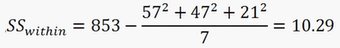 SS_within = 853 − (57² + 47² + 21²)/7 = 10.29